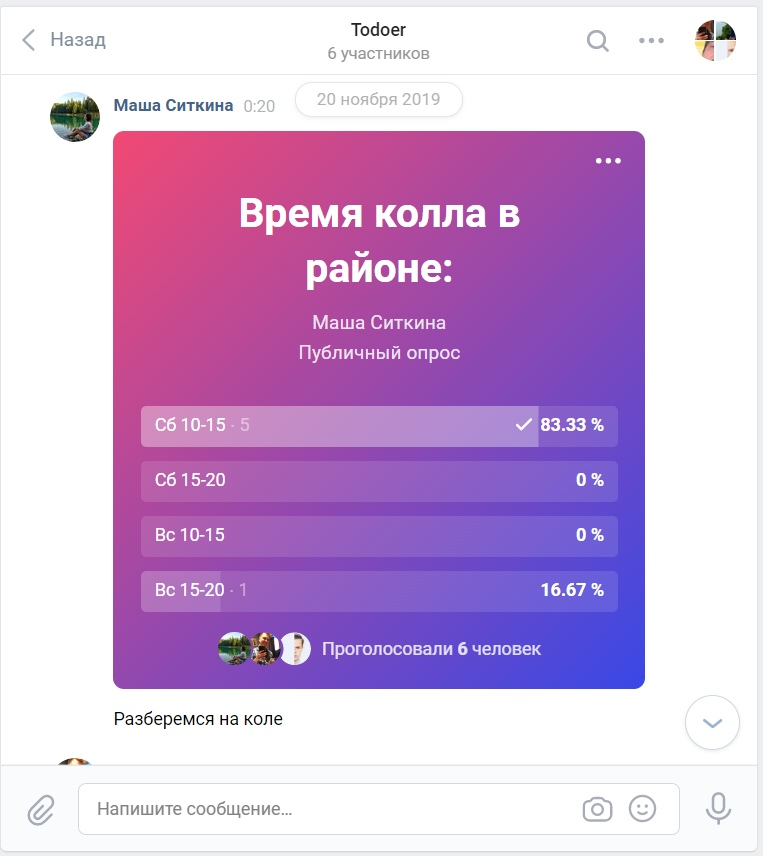 Назад
Todoer
6 участников
Маша Ситкина 0:20
20 ноября 2019
Время колла в
районе:
Маша Ситкина
Публичный опрос
Сб 10-15 · 5 83.33 %
Сб 15-20 0 %
Вс 10-15 0 %
Вс 15-20 · 1 16.67 %
Проголосовали 6 человек
Разберемся на коле
Напишите сообщение...